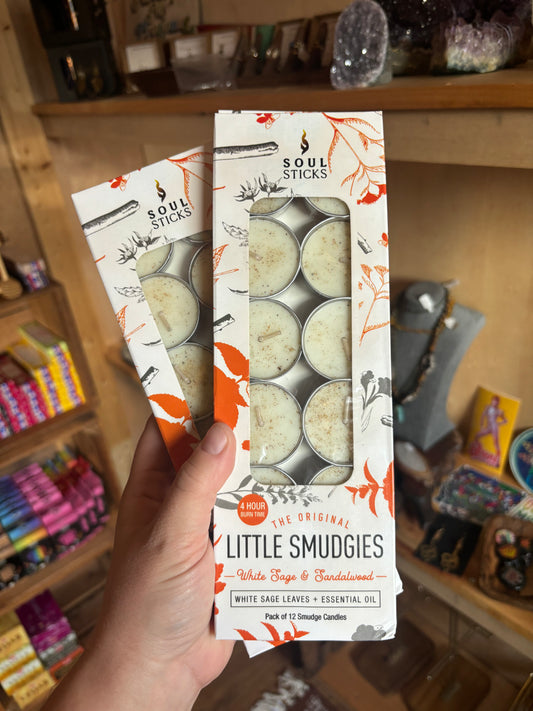 SOUL
STICKS
SOUL
STICKS
4 HOUR
BURN TIME
THE ORIGINAL
LITTLE SMUDGIES
White Sage & Sandalwood
WHITE SAGE LEAVES + ESSENTIAL OIL
Pack of 12 Smudge Candles